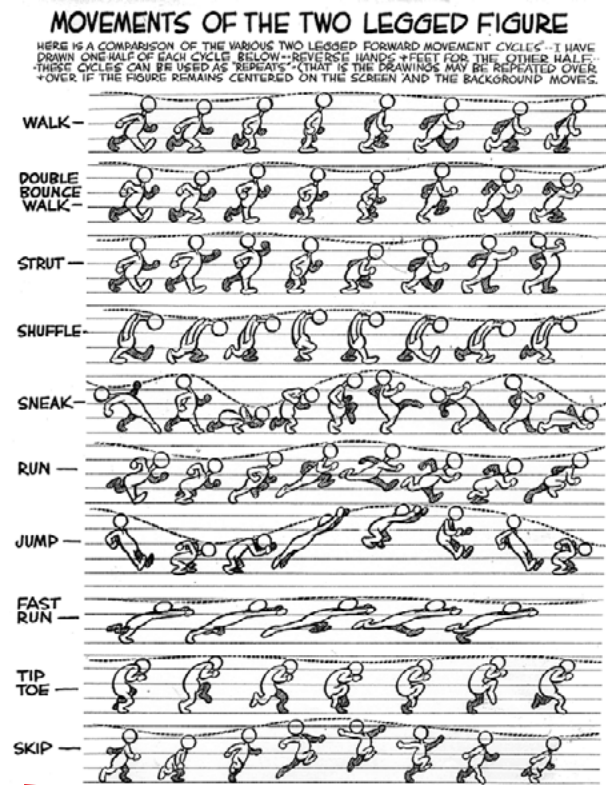 MOVEMENTS OF THE TWO LEGGED FIGURE
HERE IS A COMPARISON OF THE VARIOUS TWO LEGGED FORWARD MOVEMENT CYCLES--I HAVE
DRAWN ONE HALF OF EACH CYCLE BELOW--REVERSE HANDS + FEET FOR THE OTHER HALF--
THESE CYCLES CAN BE USED AS "REPEATS"--(THAT IS THE DRAWINGS MAY BE REPEATED OVER
+ OVER IF THE FIGURE REMAINS CENTERED ON THE SCREEN AND THE BACKGROUND MOVES.
WALK-
DOUBLE
BOUNCE
WALK-
STRUT -
SHUFFLE-
SNEAK-
RUN -
JUMP-
FAST
RUN -
TIP
TOE -
SKIP -